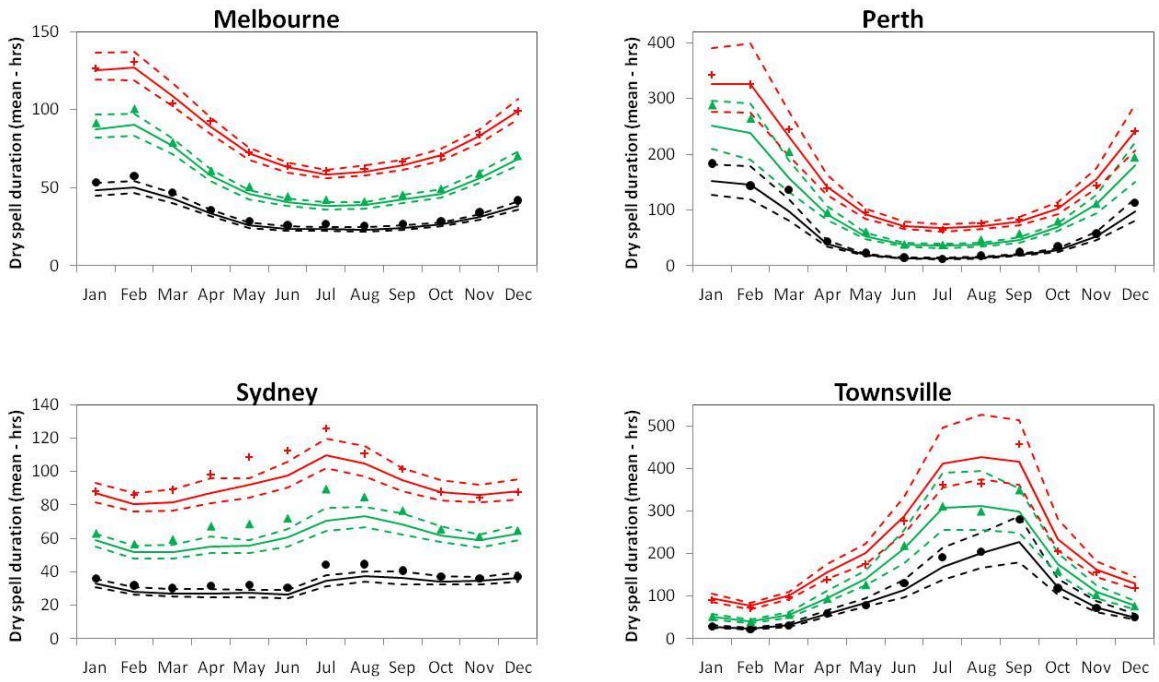 Melbourne
Dry spell duration (mean - hrs)
150
100
50
0
Jan Feb Mar Apr May Jun Jul Aug Sep Oct Nov Dec
Perth
Dry spell duration (mean - hrs)
400
300
200
100
0
Jan Feb Mar Apr May Jun Jul Aug Sep Oct Nov Dec
Sydney
Dry spell duration (mean - hrs)
140
120
100
80
60
40
20
0
Jan Feb Mar Apr May Jun Jul Aug Sep Oct Nov Dec
Townsville
Dry spell duration (mean - hrs)
500
400
300
200
100
0
Jan Feb Mar Apr May Jun Jul Aug Sep Oct Nov Dec